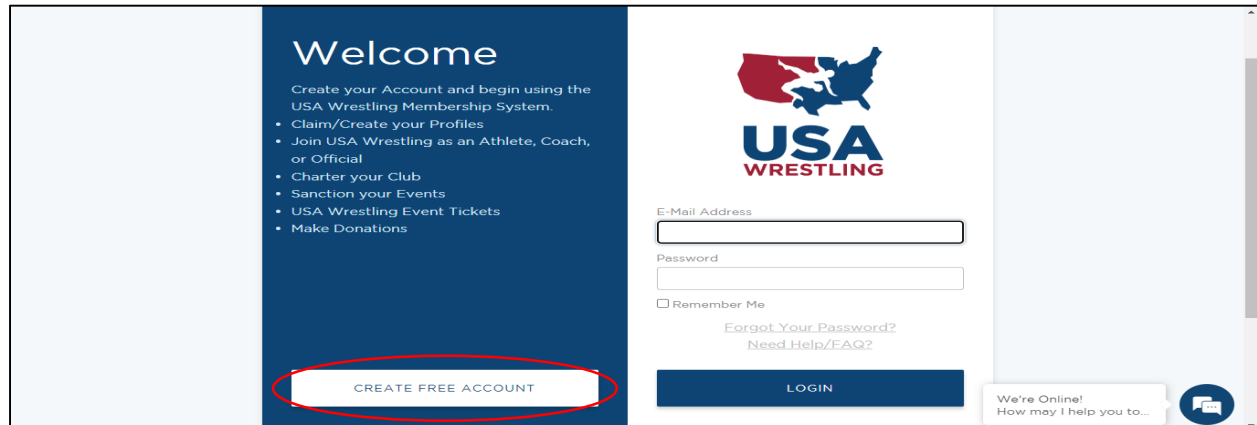 Welcome
Create your Account and begin using the
USA Wrestling Membership System.
• Claim/Create your Profiles
• Join USA Wrestling as an Athlete, Coach,
or Official
• Charter your Club
• Sanction your Events
• USA Wrestling Event Tickets
• Make Donations
CREATE FREE ACCOUNT
USA
WRESTLING
E-Mail Address
Password
Remember Me
Forgot Your Password?
Need Help/FAQ?
LOGIN
We're Online!
How may I help you to...